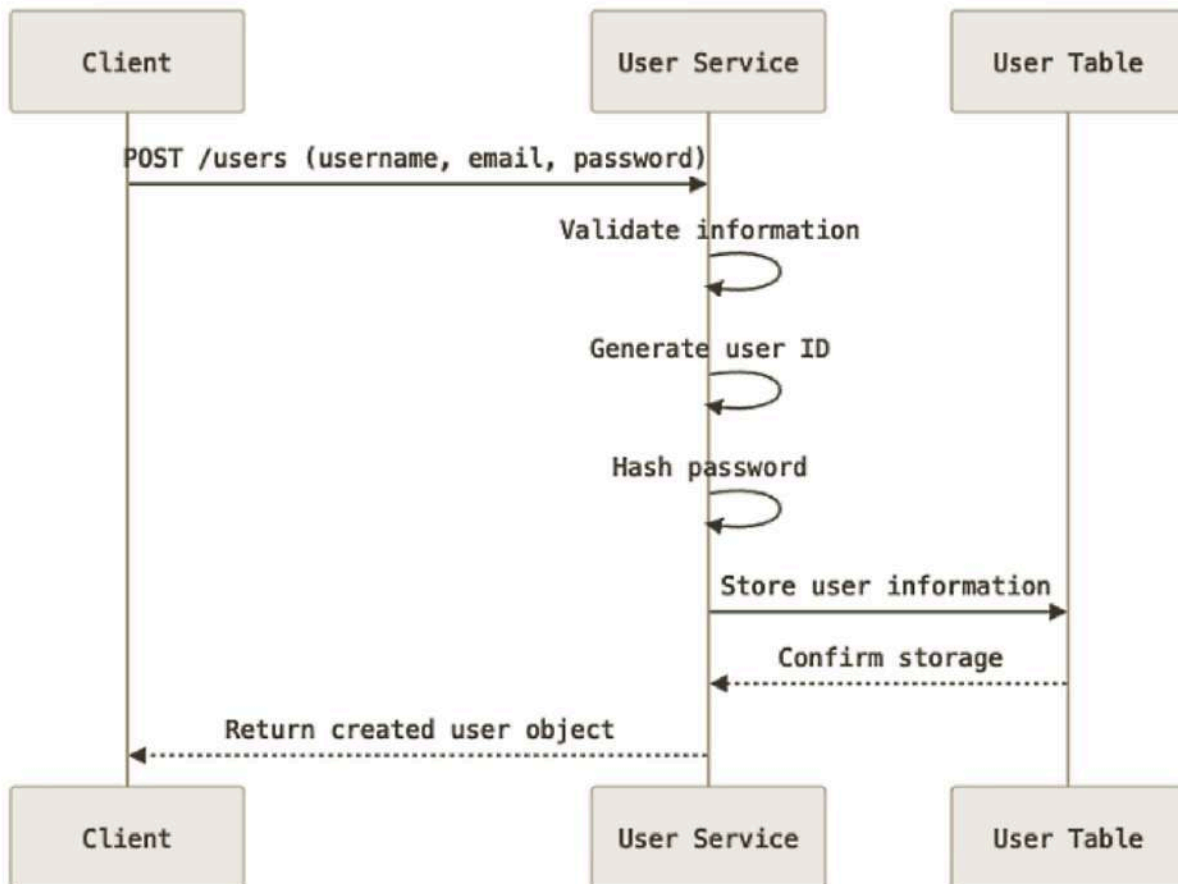 Client
User Service
User Table
POST /users (username, email, password)
Validate information
Generate user ID
Hash password
Store user information
Confirm storage
Return created user object
Client
User Service
User Table